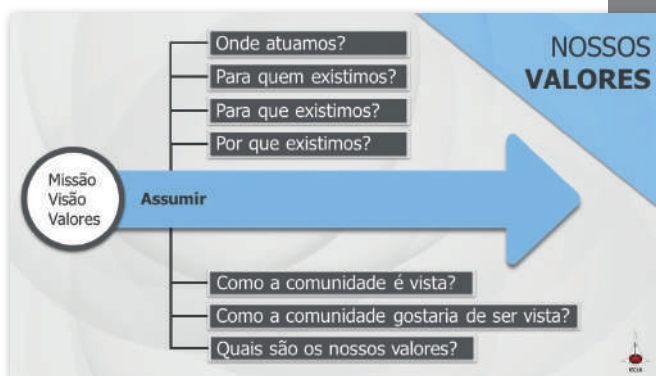 NOSSOS
VALORES
Onde atuamos?
Para quem existimos?
Para que existimos?
Por que existimos?
Missão
Visão
Valores
Assumir
Como a comunidade é vista?
Como a comunidade gostaria de ser vista?
Quais são os nossos valores?